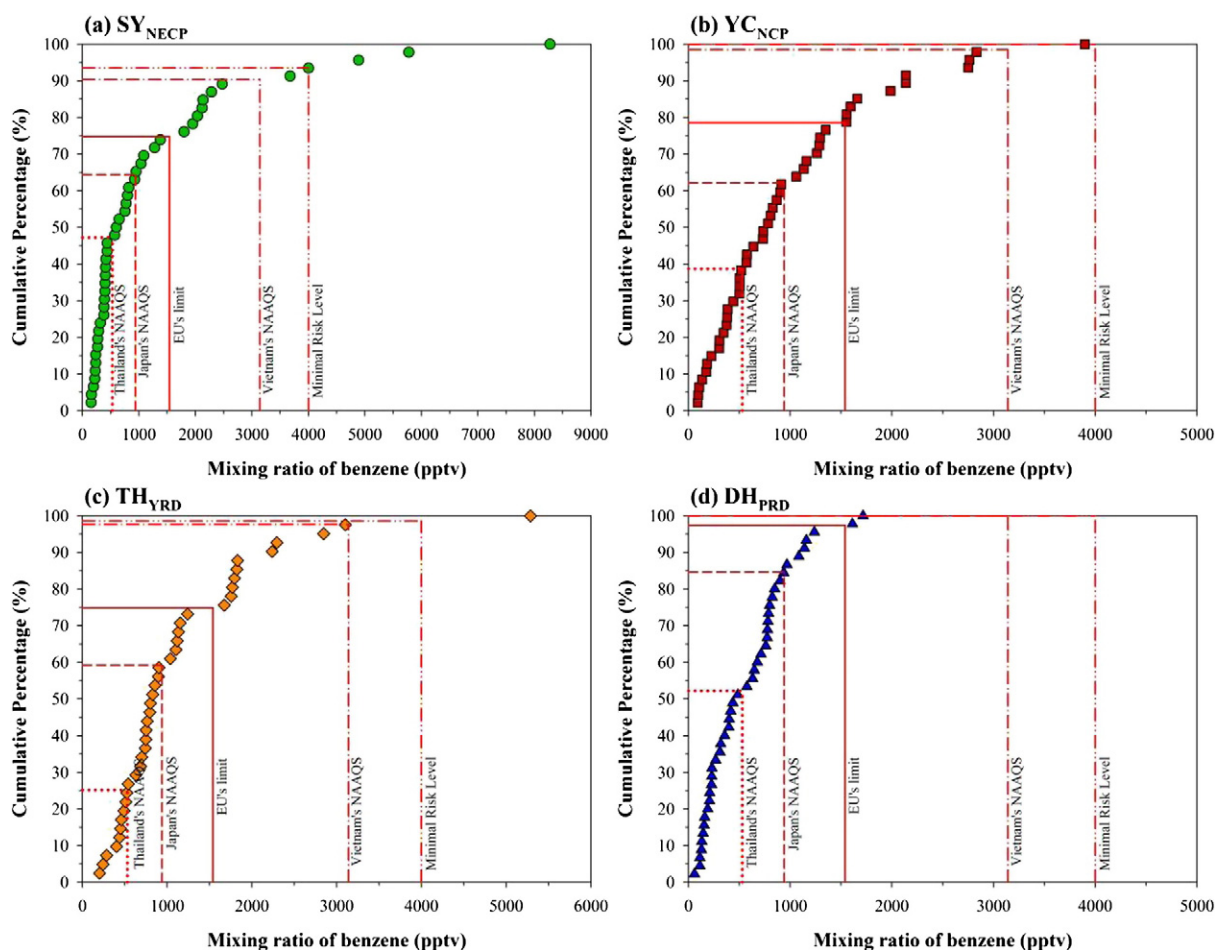 (a) SY_NECP
100
90
80
70
60
50
40
30
20
10
0
Cumulative Percentage (%)
Thailand's NAAQS
Japan's NAAQS
EU's limit
Vietnam's NAAQS
Minimal Risk Level
0 1000 2000 3000 4000 5000 6000 7000 8000 9000
Mixing ratio of benzene (pptv)
(b) YC_NCP
100
90
80
70
60
50
40
30
20
10
0
Cumulative Percentage (%)
Thailand's NAAQS
Japan's NAAQS
EU's limit
Vietnam's NAAQS
Minimal Risk Level
0 1000 2000 3000 4000 5000
Mixing ratio of benzene (pptv)
(c) TH_YRD
100
90
80
70
60
50
40
30
20
10
0
Cumulative Percentage (%)
Thailand's NAAQS
Japan's NAAQS
EU's limit
Vietnam's NAAQS
Minimal Risk Level
0 1000 2000 3000 4000 5000 6000
Mixing ratio of benzene (pptv)
(d) DH_PRD
100
90
80
70
60
50
40
30
20
10
0
Cumulative Percentage (%)
Thailand's NAAQS
Japan's NAAQS
EU's limit
Vietnam's NAAQS
Minimal Risk Level
0 1000 2000 3000 4000 5000
Mixing ratio of benzene (pptv)